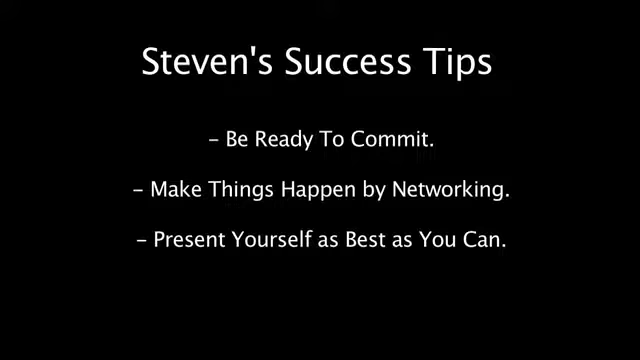 Steven's Success Tips
– Be Ready To Commit.
– Make Things Happen by Networking.
– Present Yourself as Best as You Can.